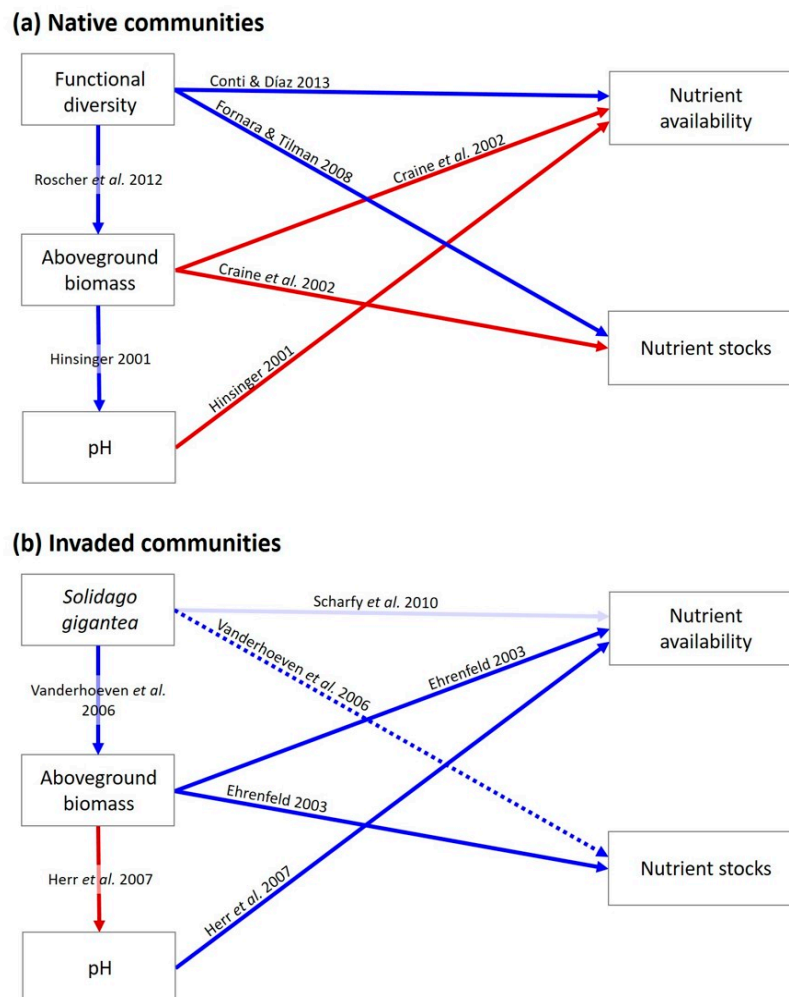 (a) Native communities
Functional
diversity
Conti & Díaz 2013
Nutrient
availability
Fornara & Tilman 2008
Craine et al. 2002
Roscher et al. 2012
Aboveground
biomass
Craine et al. 2002
Hinsinger 2001
Hinsinger 2001
Nutrient stocks
pH
(b) Invaded communities
Solidago
gigantea
Scharfy et al. 2010
Nutrient
availability
Vanderhoeven et al. 2006
Ehrenfeld 2003
Vanderhoeven et al.
2006
Aboveground
biomass
Ehrenfeld 2003
Herr et al. 2007
Herr et al. 2007
Nutrient stocks
pH